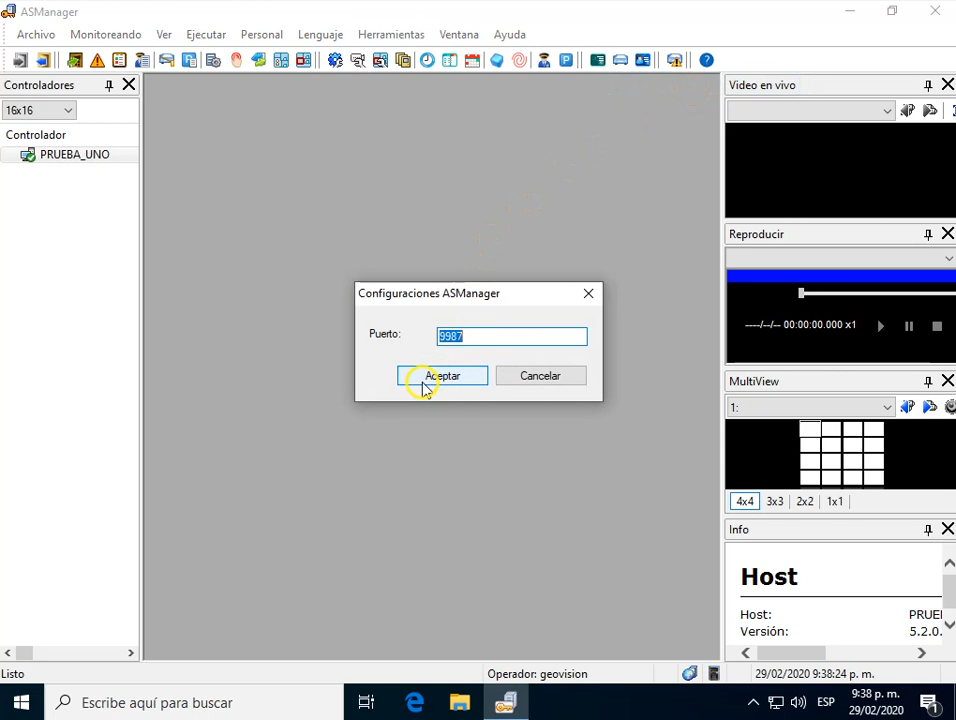 ASManager
Archivo Monitoreando Ver Ejecutar Personal Lenguaje Herramientas Ventana Ayuda
Controladores
16x16
Controlador
PRUEBA_UNO
Configuraciones ASManager
Puerto: 9987
Aceptar Cancelar
Video en vivo
Reproducir
----/--/-- 00:00:00.000 x1
MultiView
1:
4x4 3x3 2x2 1x1
Info
Host
Host: PRUE
Versión: 5.2.0.
Listo Operador: geovision 29/02/2020 9:38:24 p. m.
Escribe aquí para buscar
ESP
9:38 p. m.
29/02/2020
1